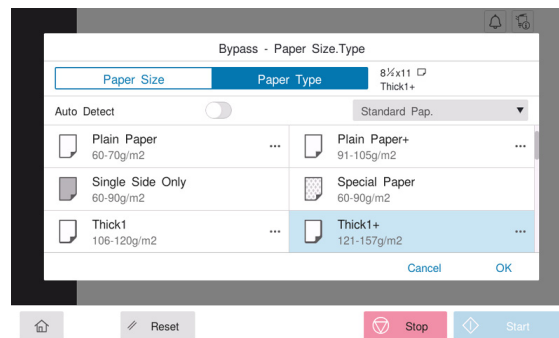 Bypass - Paper Size.Type
Paper Size
Paper Type
8½x11
Thick1+
Auto Detect
Standard Pap.
Plain Paper
60-70g/m2
Plain Paper+
91-105g/m2
Single Side Only
60-90g/m2
Special Paper
60-90g/m2
Thick1
106-120g/m2
Thick1+
121-157g/m2
Cancel
OK
Reset
Stop
Start